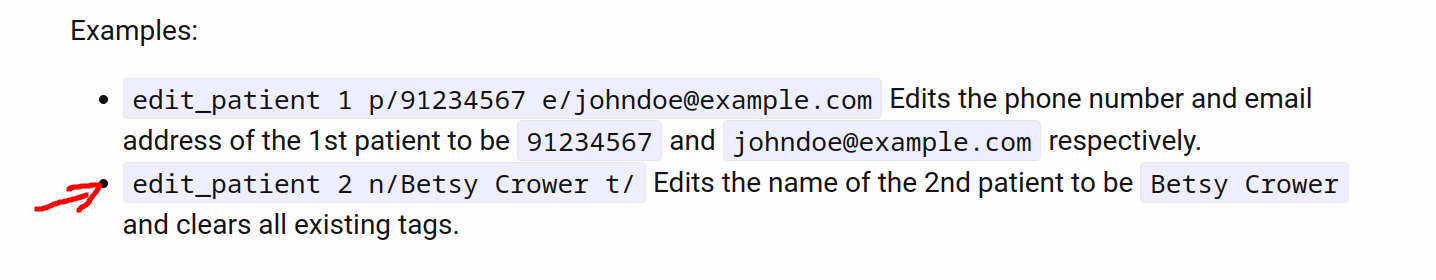 Examples:
edit_patient 1 p/91234567 e/johndoe@example.com Edits the phone number and email
address of the 1st patient to be 91234567 and johndoe@example.com respectively.
edit_patient 2 n/Betsy Crower t/ Edits the name of the 2nd patient to be Betsy Crower
and clears all existing tags.